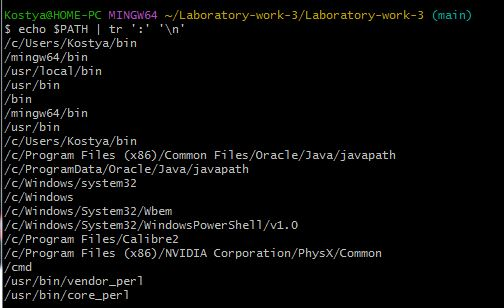 Kostya@HOME-PC MINGW64 ~/Laboratory-work-3/Laboratory-work-3 (main)
$ echo $PATH | tr ':' '\n'
/c/Users/Kostya/bin
/mingw64/bin
/usr/local/bin
/usr/bin
/bin
/mingw64/bin
/usr/bin
/c/Users/Kostya/bin
/c/Program Files (x86)/Common Files/Oracle/Java/javapath
/c/ProgramData/Oracle/Java/javapath
/c/Windows/system32
/c/Windows
/c/Windows/System32/Wbem
/c/Windows/System32/WindowsPowerShell/v1.0
/c/Program Files/Calibre2
/c/Program Files (x86)/NVIDIA Corporation/PhysX/Common
/cmd
/usr/bin/vendor_perl
/usr/bin/core_perl